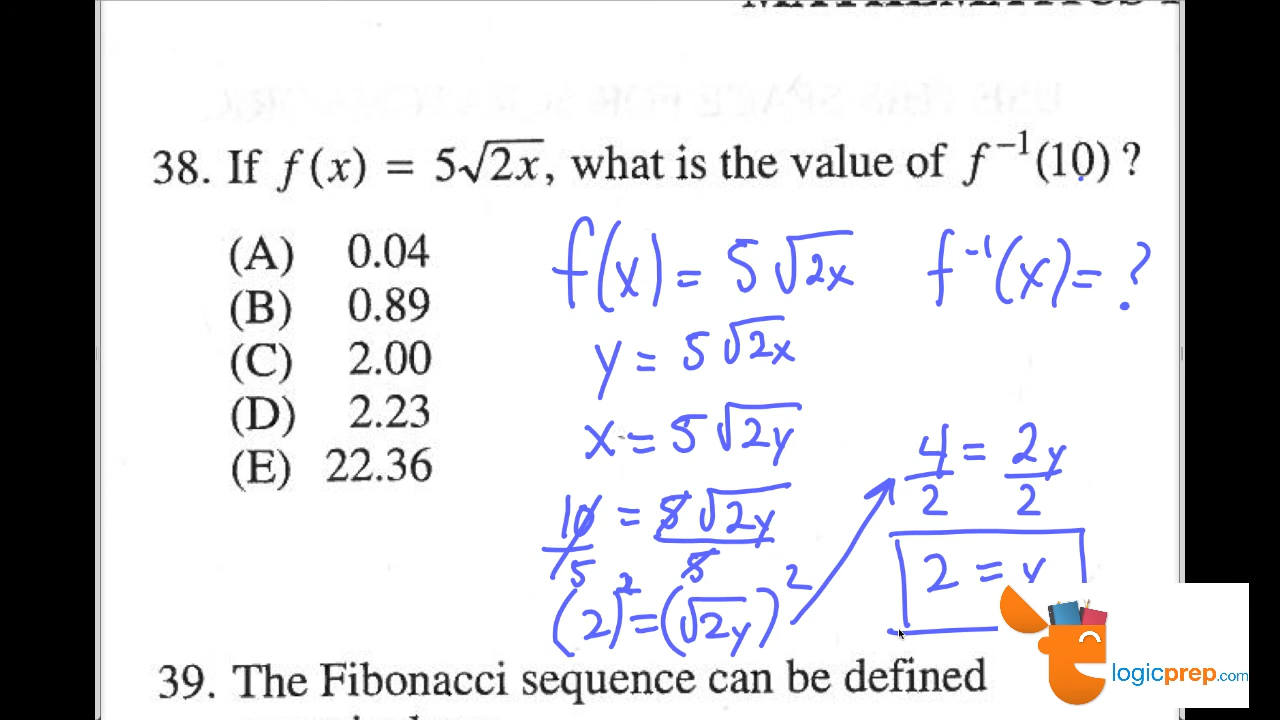 38. If f(x) = 5√2x, what is the value of f⁻¹(10) ?
(A) 0.04
(B) 0.89
(C) 2.00
(D) 2.23
(E) 22.36
f(x) = 5√2x
f⁻¹(x) = ?
y = 5√2x
x = 5√2y
10/5 = 5√2y/5
(2)² = (√2y)²
4/2 = 2y/2
2 = y
39. The Fibonacci sequence can be defined
logicprep.com